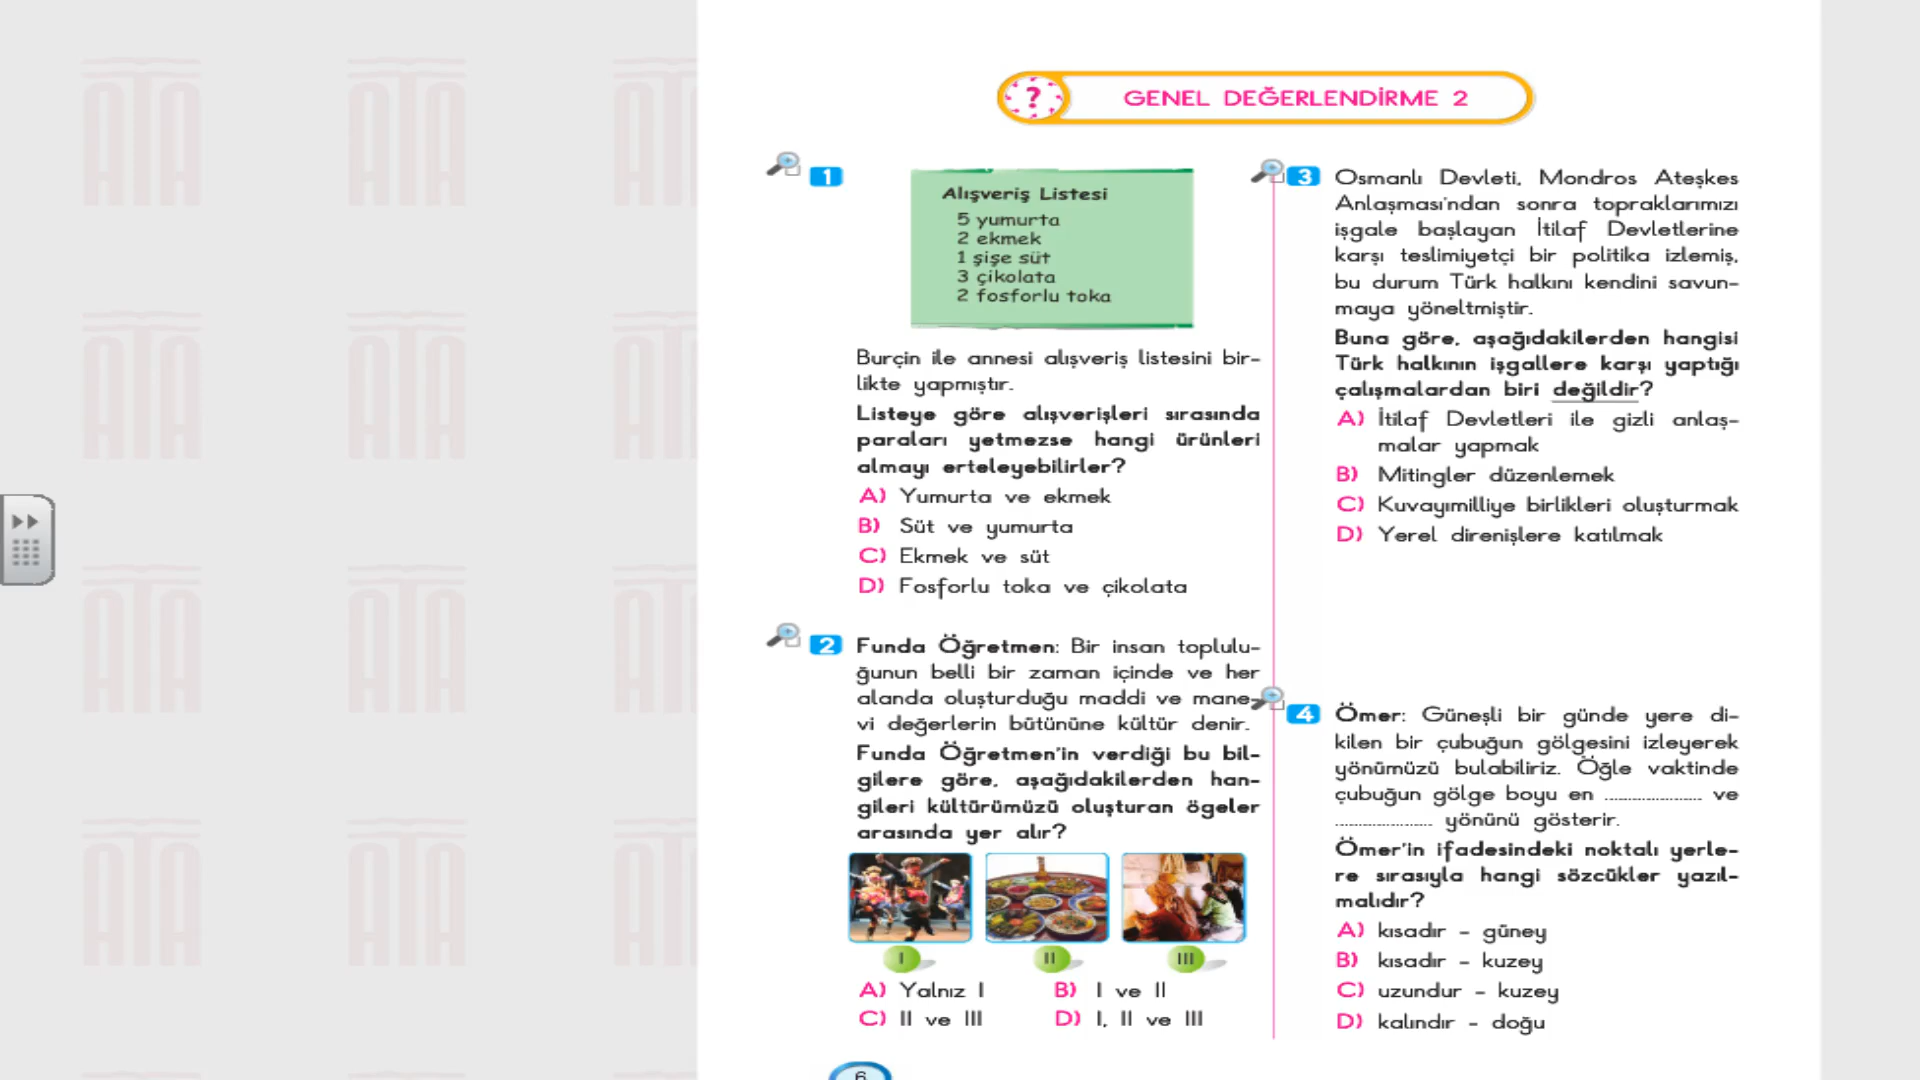 GENEL DEĞERLENDİRME 2
1
Alışveriş Listesi
5 yumurta
2 ekmek
1 şişe süt
3 çikolata
2 fosforlu toka
Burçin ile annesi alışveriş listesini bir-
likte yapmıştır.
Listeye göre alışverişleri sırasında
paraları yetmezse hangi ürünleri
almayı erteleyebilirler?
A) Yumurta ve ekmek
B) Süt ve yumurta
C) Ekmek ve süt
D) Fosforlu toka ve çikolata
2 Funda Öğretmen: Bir insan toplulu-
ğunun belli bir zaman içinde ve her
alanda oluşturduğu maddi ve mane-
vi değerlerin bütününe kültür denir.
Funda Öğretmen'in verdiği bu bil-
gilere göre, aşağıdakilerden han-
gileri kültürümüzü oluşturan ögeler
arasında yer alır?
I II III
A) Yalnız I B) I ve II
C) II ve III D) I, II ve III
3 Osmanlı Devleti, Mondros Ateşkes
Anlaşması'ndan sonra topraklarımızı
işgale başlayan İtilaf Devletlerine
karşı teslimiyetçi bir politika izlemiş,
bu durum Türk halkını kendini savun-
maya yöneltmiştir.
Buna göre, aşağıdakilerden hangisi
Türk halkının işgallere karşı yaptığı
çalışmalardan biri değildir?
A) İtilaf Devletleri ile gizli anlaş-
malar yapmak
B) Mitingler düzenlemek
C) Kuvayımilliye birlikleri oluşturmak
D) Yerel direnişlere katılmak
4 Ömer: Güneşli bir günde yere di-
kilen bir çubuğun gölgesini izleyerek
yönümüzü bulabiliriz. Öğle vaktinde
çubuğun gölge boyu en ........................ ve
........................ yönünü gösterir.
Ömer'in ifadesindeki noktalı yerle-
re sırasıyla hangi sözcükler yazıl-
malıdır?
A) kısadır - güney
B) kısadır - kuzey
C) uzundur - kuzey
D) kalındır - doğu
6
ATA
ATA
ATA
ATA
ATA
ATA
ATA
ATA